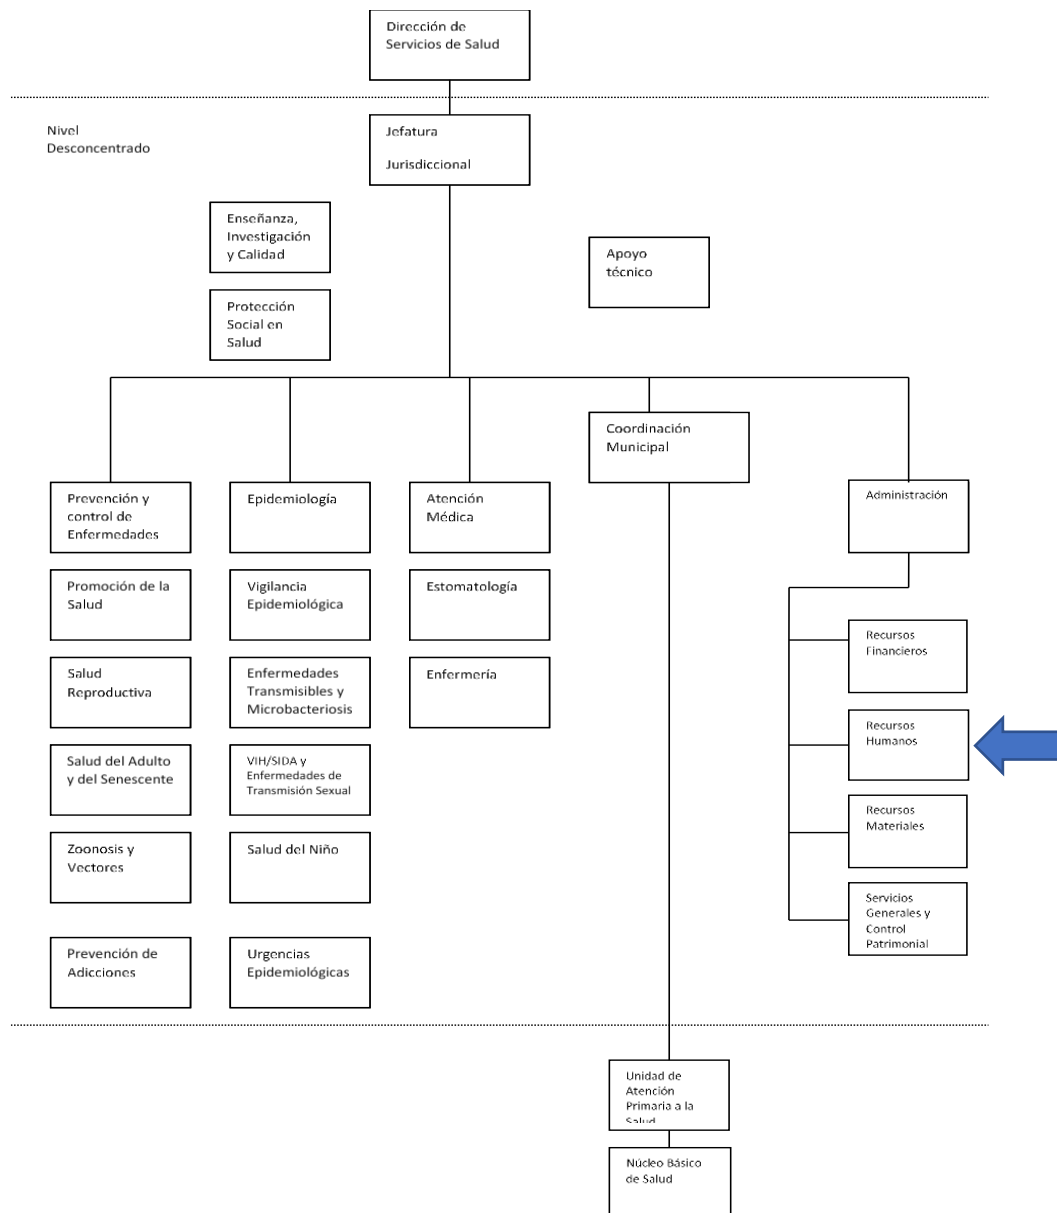 Dirección de
Servicios de Salud
Nivel
Desconcentrado
Jefatura
Jurisdiccional
Enseñanza,
Investigación
y Calidad
Apoyo
técnico
Protección
Social en
Salud
Coordinación
Municipal
Prevención y
control de
Enfermedades
Epidemiología
Atención
Médica
Administración
Promoción de la
Salud
Vigilancia
Epidemiológica
Estomatología
Recursos
Financieros
Salud
Reproductiva
Enfermedades
Transmisibles y
Microbacteriosis
Enfermería
Recursos
Humanos
Salud del Adulto
y del Senescente
VIH/SIDA y
Enfermedades de
Transmisión Sexual
Recursos
Materiales
Zoonosis y
Vectores
Salud del Niño
Servicios
Generales y
Control
Patrimonial
Prevención de
Adicciones
Urgencias
Epidemiológicas
Unidad de
Atención
Primaria a la
Salud
Núcleo Básico
de Salud